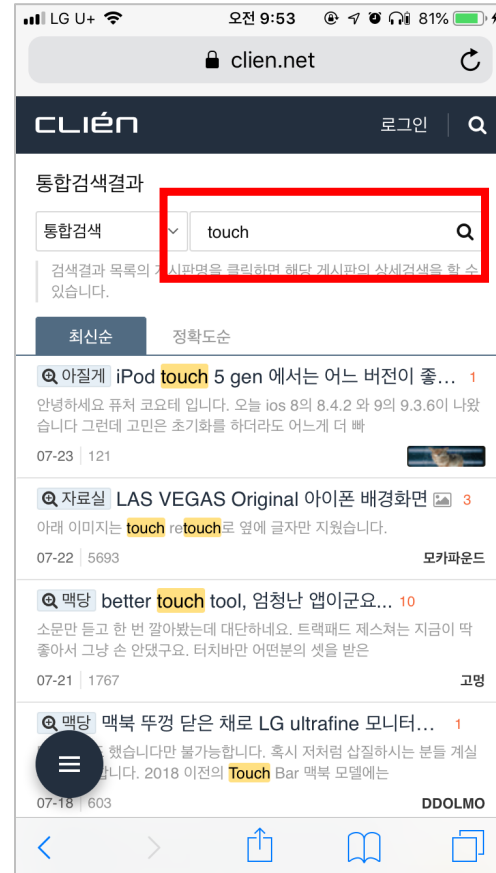 LG U+ 오전 9:53 81%
clien.net
CLIÉN 로그인
통합검색결과
통합검색 touch
검색결과 목록의 게시판명을 클릭하면 해당 게시판의 상세검색을 할 수
있습니다.
최신순 정확도순
아질게 iPod touch 5 gen 에서는 어느 버전이 좋... 1
안녕하세요 퓨처 코요테 입니다. 오늘 ios 8의 8.4.2 와 9의 9.3.6이 나왔
습니다 그런데 고민은 초기화를 하더라도 어느게 더 빠
07-23 121
자료실 LAS VEGAS Original 아이폰 배경화면 3
아래 이미지는 touch retouch로 옆에 글자만 지웠습니다.
07-22 5693 모카파운드
맥당 better touch tool, 엄청난 앱이군요... 10
소문만 듣고 한 번 깔아봤는데 대단하네요. 트랙패드 제스쳐는 지금이 딱
좋아서 그냥 손 안댔구요. 터치바만 어떤분의 셋을 받은
07-21 1767 고멍
맥당 맥북 뚜껑 닫은 채로 LG ultrafine 모니터... 1
했습니다만 불가능합니다. 혹시 저처럼 삽질하시는 분들 계실
합니다. 2018 이전의 Touch Bar 맥북 모델에는
07-18 603 DDOLMO